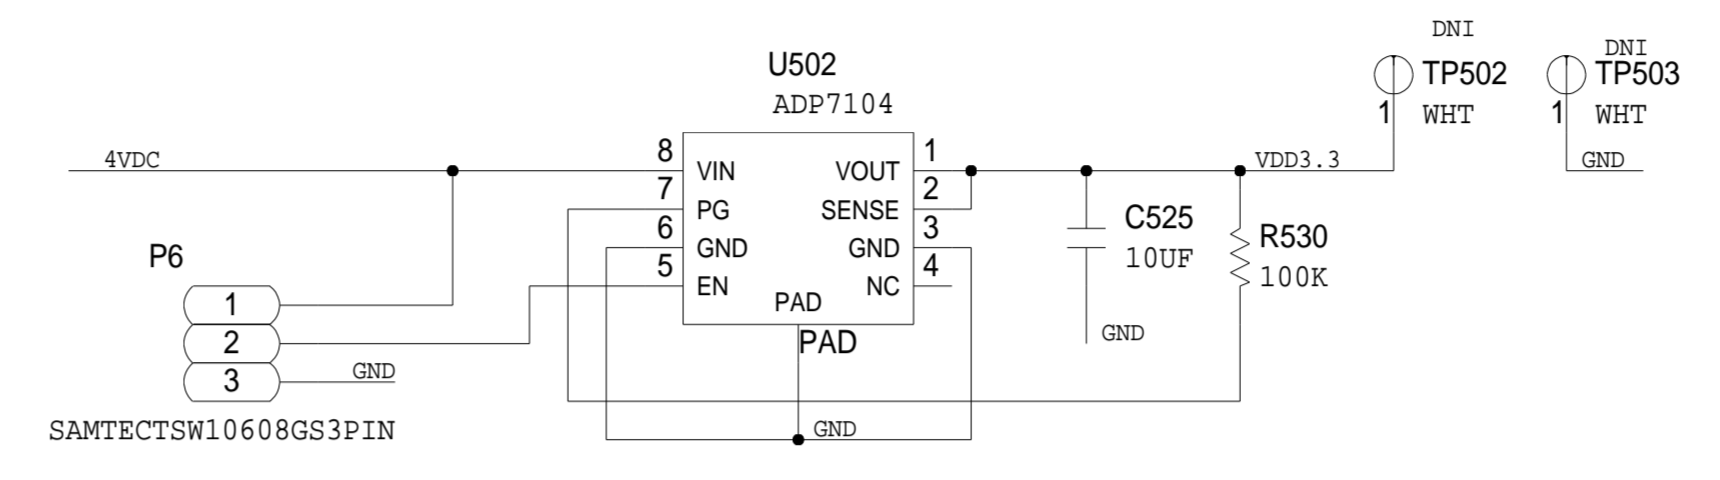 DNI
DNI
U502
TP502
TP503
ADP7104
1
WHT
1
WHT
4VDC
8
VIN
VOUT
1
VDD3.3
GND
7
PG
SENSE
2
C525
10UF
R530
100K
6
GND
GND
3
P6
5
EN
NC
4
PAD
PAD
1
2
3
GND
GND
GND
SAMTECTSW10608GS3PIN